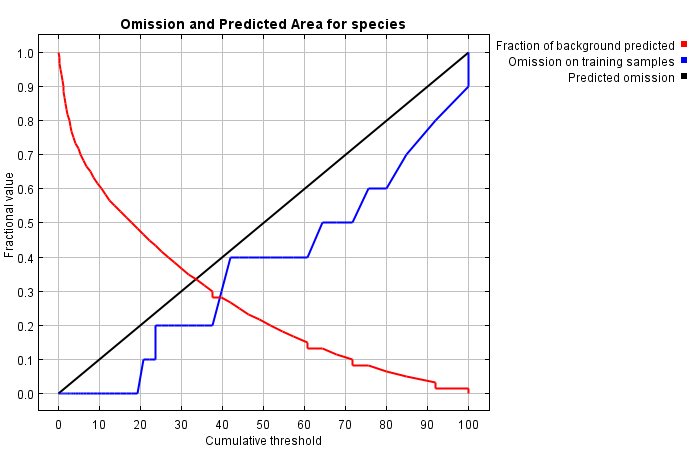 Omission and Predicted Area for species
Fraction of background predicted
Omission on training samples
Predicted omission
Fractional value
1.0
0.9
0.8
0.7
0.6
0.5
0.4
0.3
0.2
0.1
0.0
0 10 20 30 40 50 60 70 80 90 100
Cumulative threshold